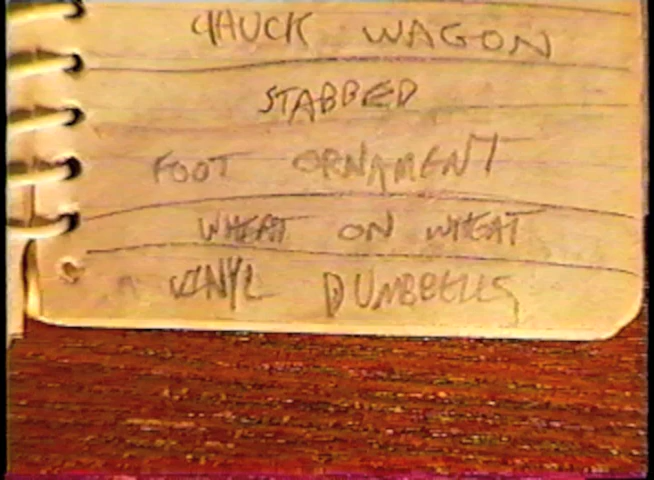 CHUCK WAGON
STABBED
FOOT ORNAMENT
WHEAT ON WHEAT
VINYL DUMBBELLS